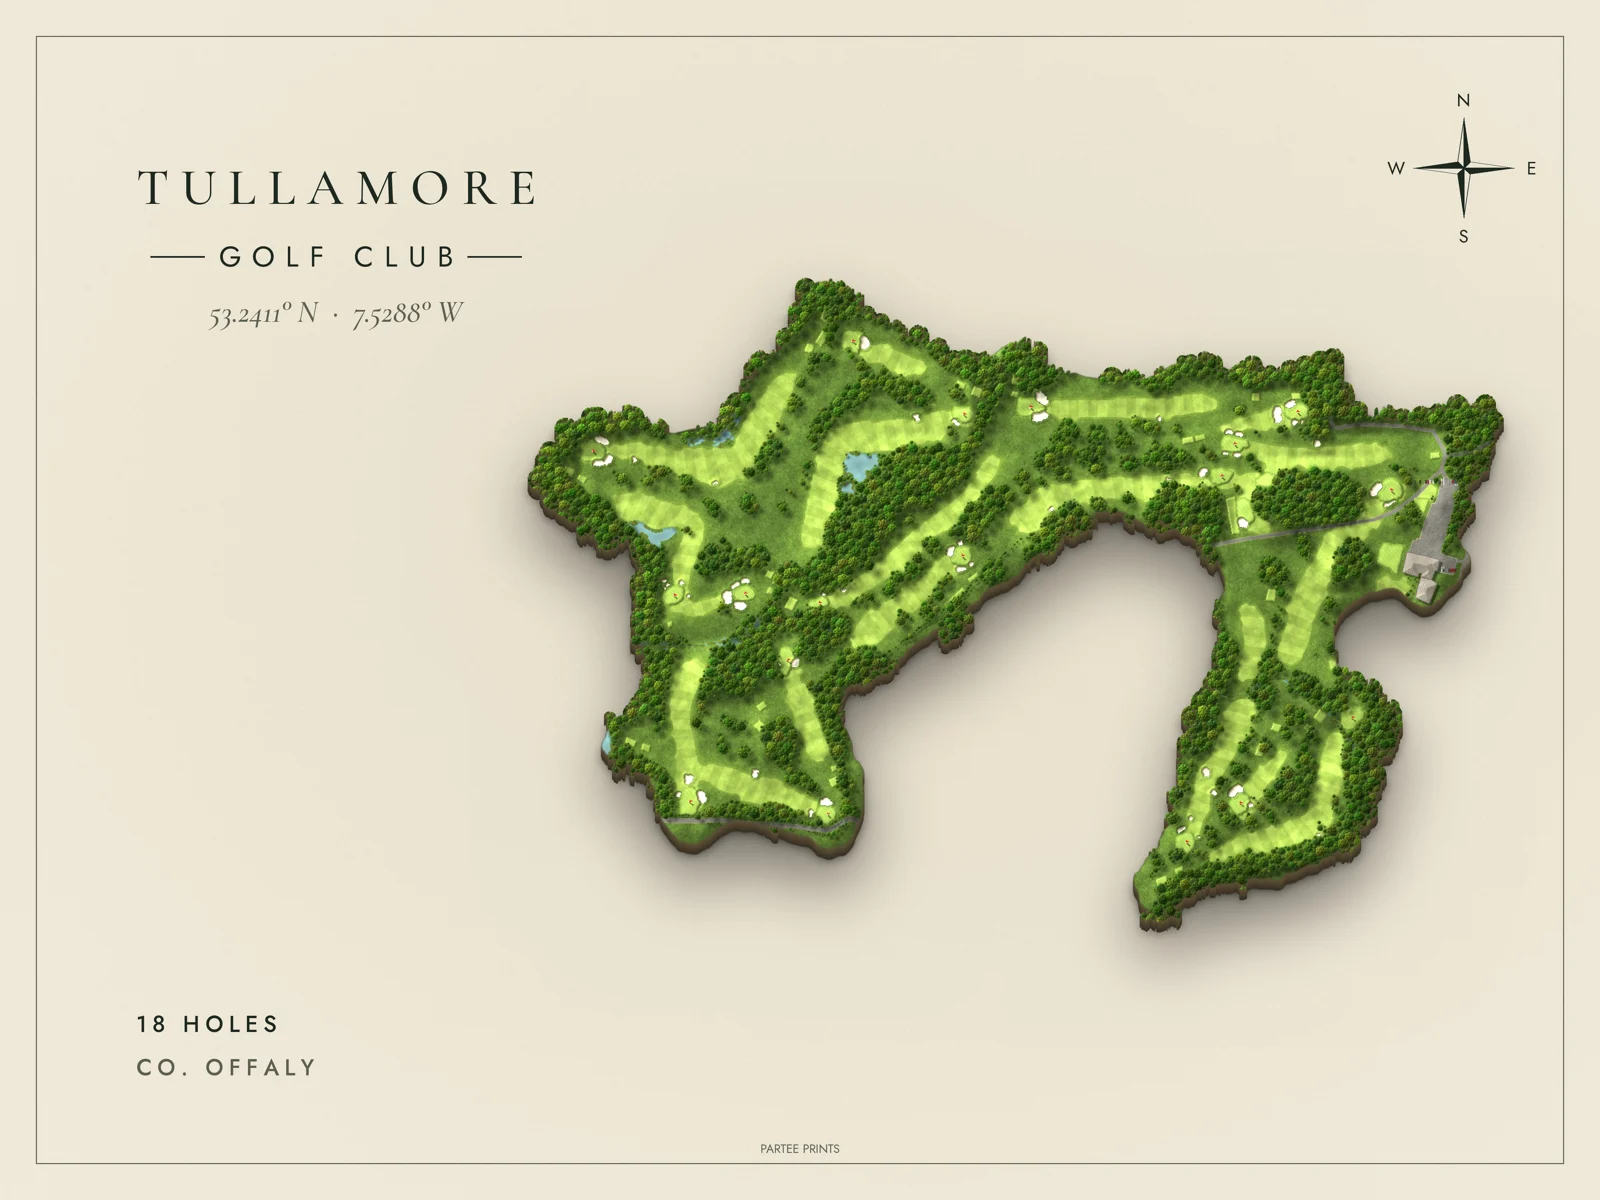 TULLAMORE
GOLF CLUB
53.2411° N · 7.5288° W
N
W E
S
18 HOLES
CO. OFFALY
PARTEE PRINTS